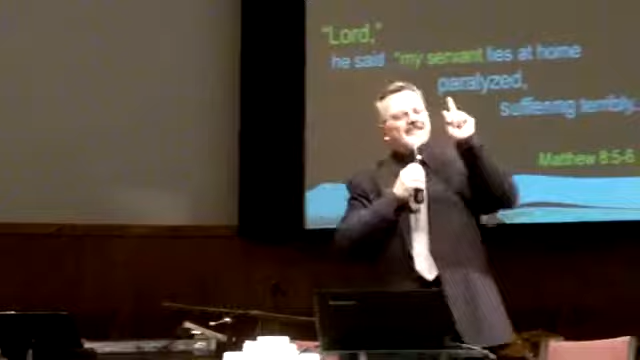 "Lord,"
he said "my servant lies at home
paralyzed,
suffering terribly.
Matthew 8:5-6